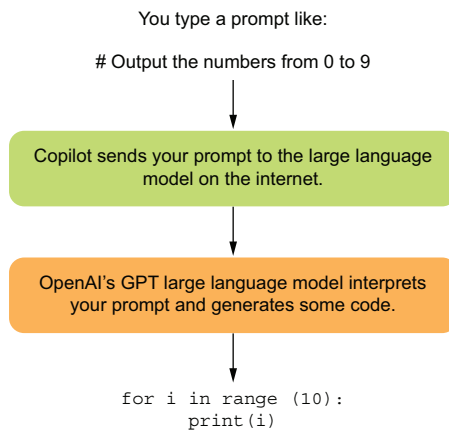 You type a prompt like:
# Output the numbers from 0 to 9
Copilot sends your prompt to the large language
model on the internet.
OpenAI's GPT large language model interprets
your prompt and generates some code.
for i in range (10):
print(i)